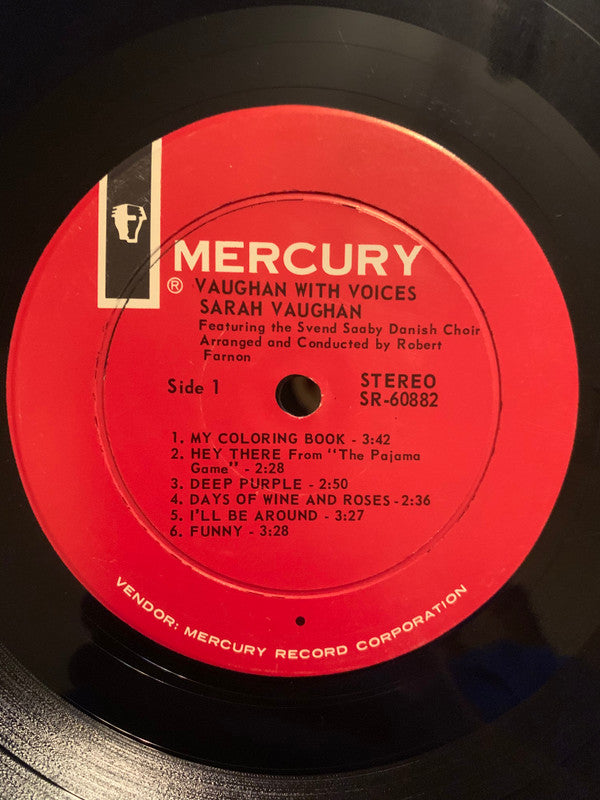 MERCURY
® VAUGHAN WITH VOICES
SARAH VAUGHAN
Featuring the Svend Saaby Danish Choir
Arranged and Conducted by Robert
Farnon
Side 1
STEREO
SR-60882
1. MY COLORING BOOK - 3:42
2. HEY THERE From "The Pajama
Game" - 2:28
3. DEEP PURPLE - 2:50
4. DAYS OF WINE AND ROSES - 2:36
5. I'LL BE AROUND - 3:27
6. FUNNY - 3:28
VENDOR: MERCURY RECORD CORPORATION